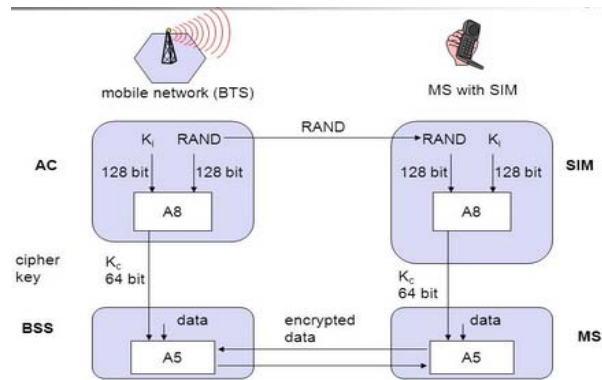 mobile network (BTS)
MS with SIM
RAND
Ki RAND
RAND Ki
AC
SIM
128 bit 128 bit
128 bit 128 bit
A8
A8
cipher
key
Kc
64 bit
Kc
64 bit
BSS
data
encrypted
data
data
MS
A5
A5